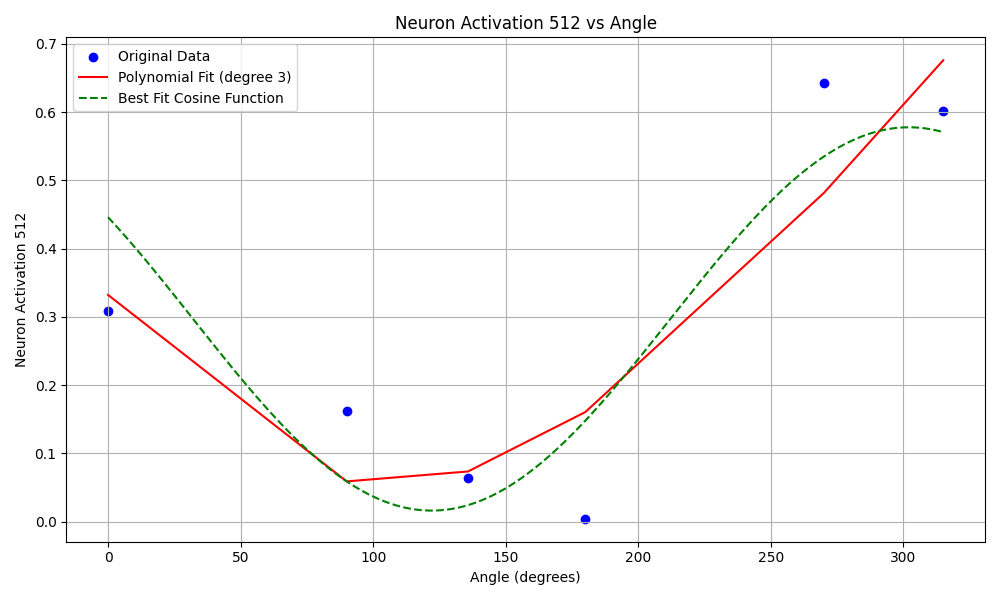 Neuron Activation 512 vs Angle
Original Data
Polynomial Fit (degree 3)
Best Fit Cosine Function
Neuron Activation 512
0.7
0.6
0.5
0.4
0.3
0.2
0.1
0.0
0 50 100 150 200 250 300
Angle (degrees)